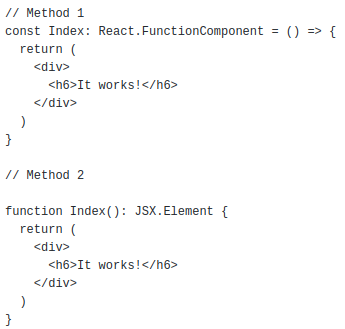 // Method 1
const Index: React.FunctionComponent = () => {
  return (
    <div>
      <h6>It works!</h6>
    </div>
  )
}

// Method 2

function Index(): JSX.Element {
  return (
    <div>
      <h6>It works!</h6>
    </div>
  )
}